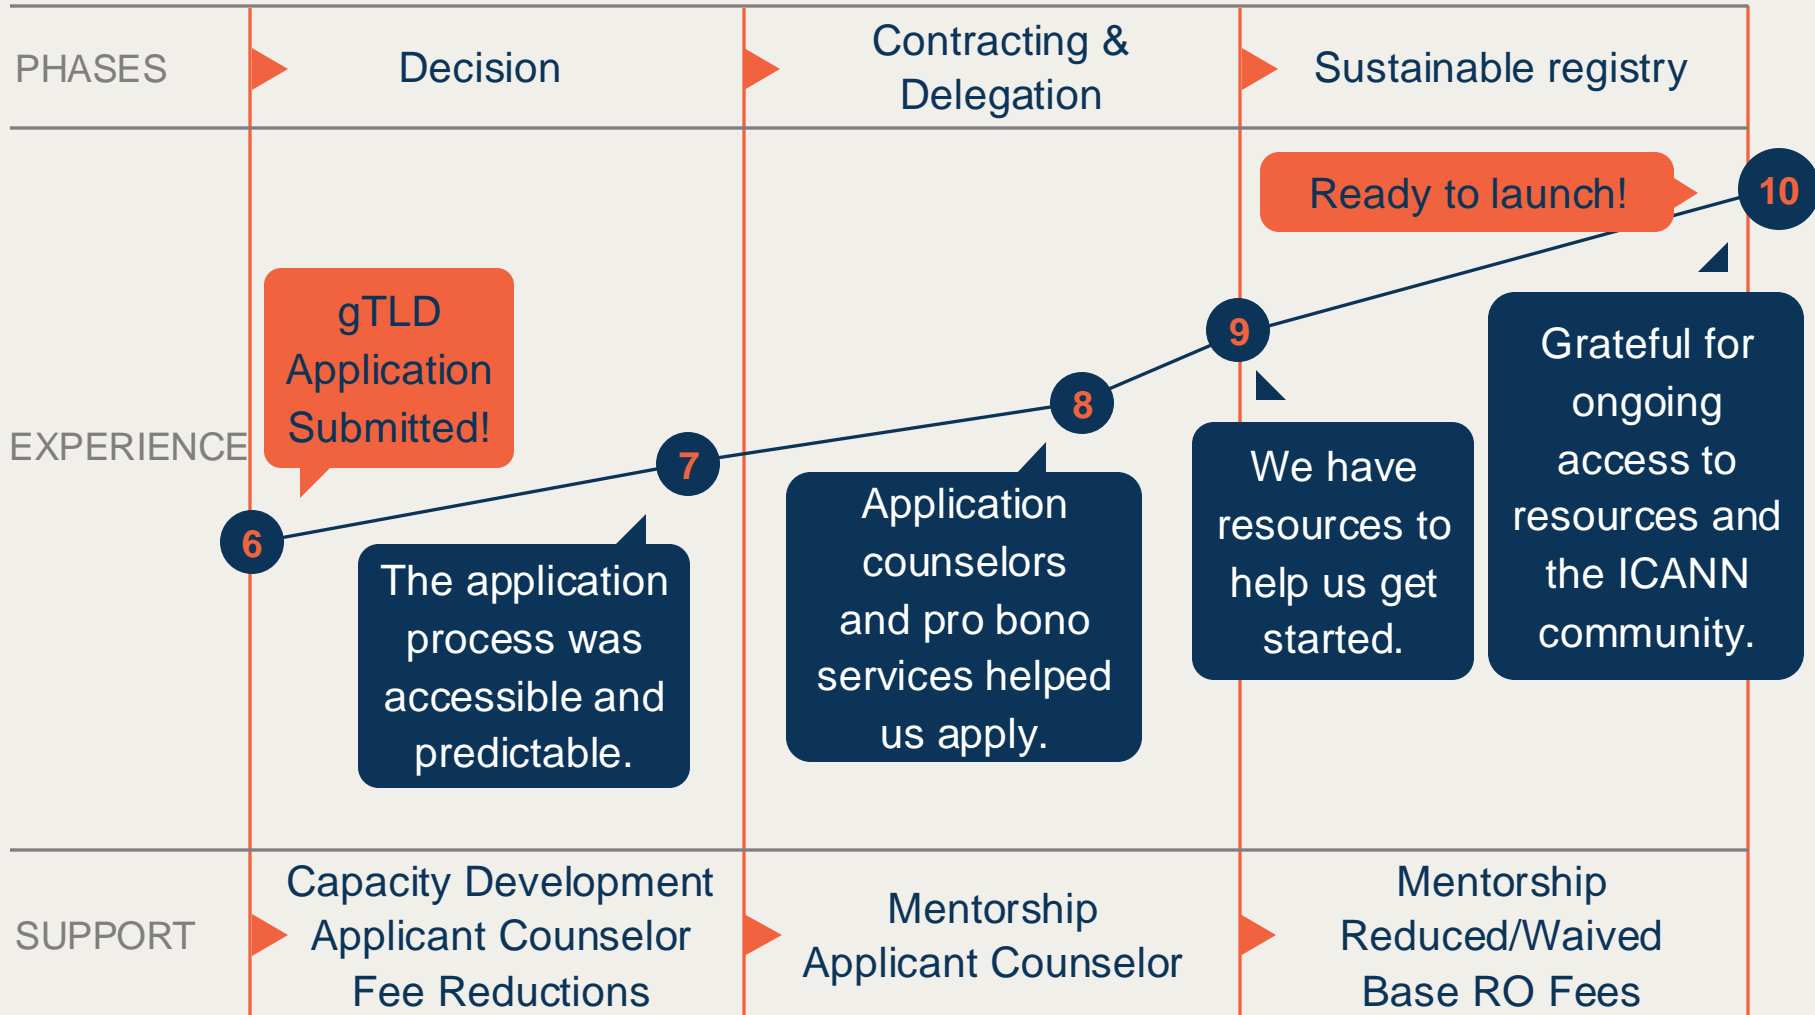 PHASES
Decision
Contracting &
Delegation
Sustainable registry
EXPERIENCE
6
gTLD
Application
Submitted!
7
The application
process was
accessible and
predictable.
8
Application
counselors
and pro bono
services helped
us apply.
9
We have
resources to
help us get
started.
Ready to launch!
10
Grateful for
ongoing
access to
resources and
the ICANN
community.
SUPPORT
Capacity Development
Applicant Counselor
Fee Reductions
Mentorship
Applicant Counselor
Mentorship
Reduced/Waived
Base RO Fees